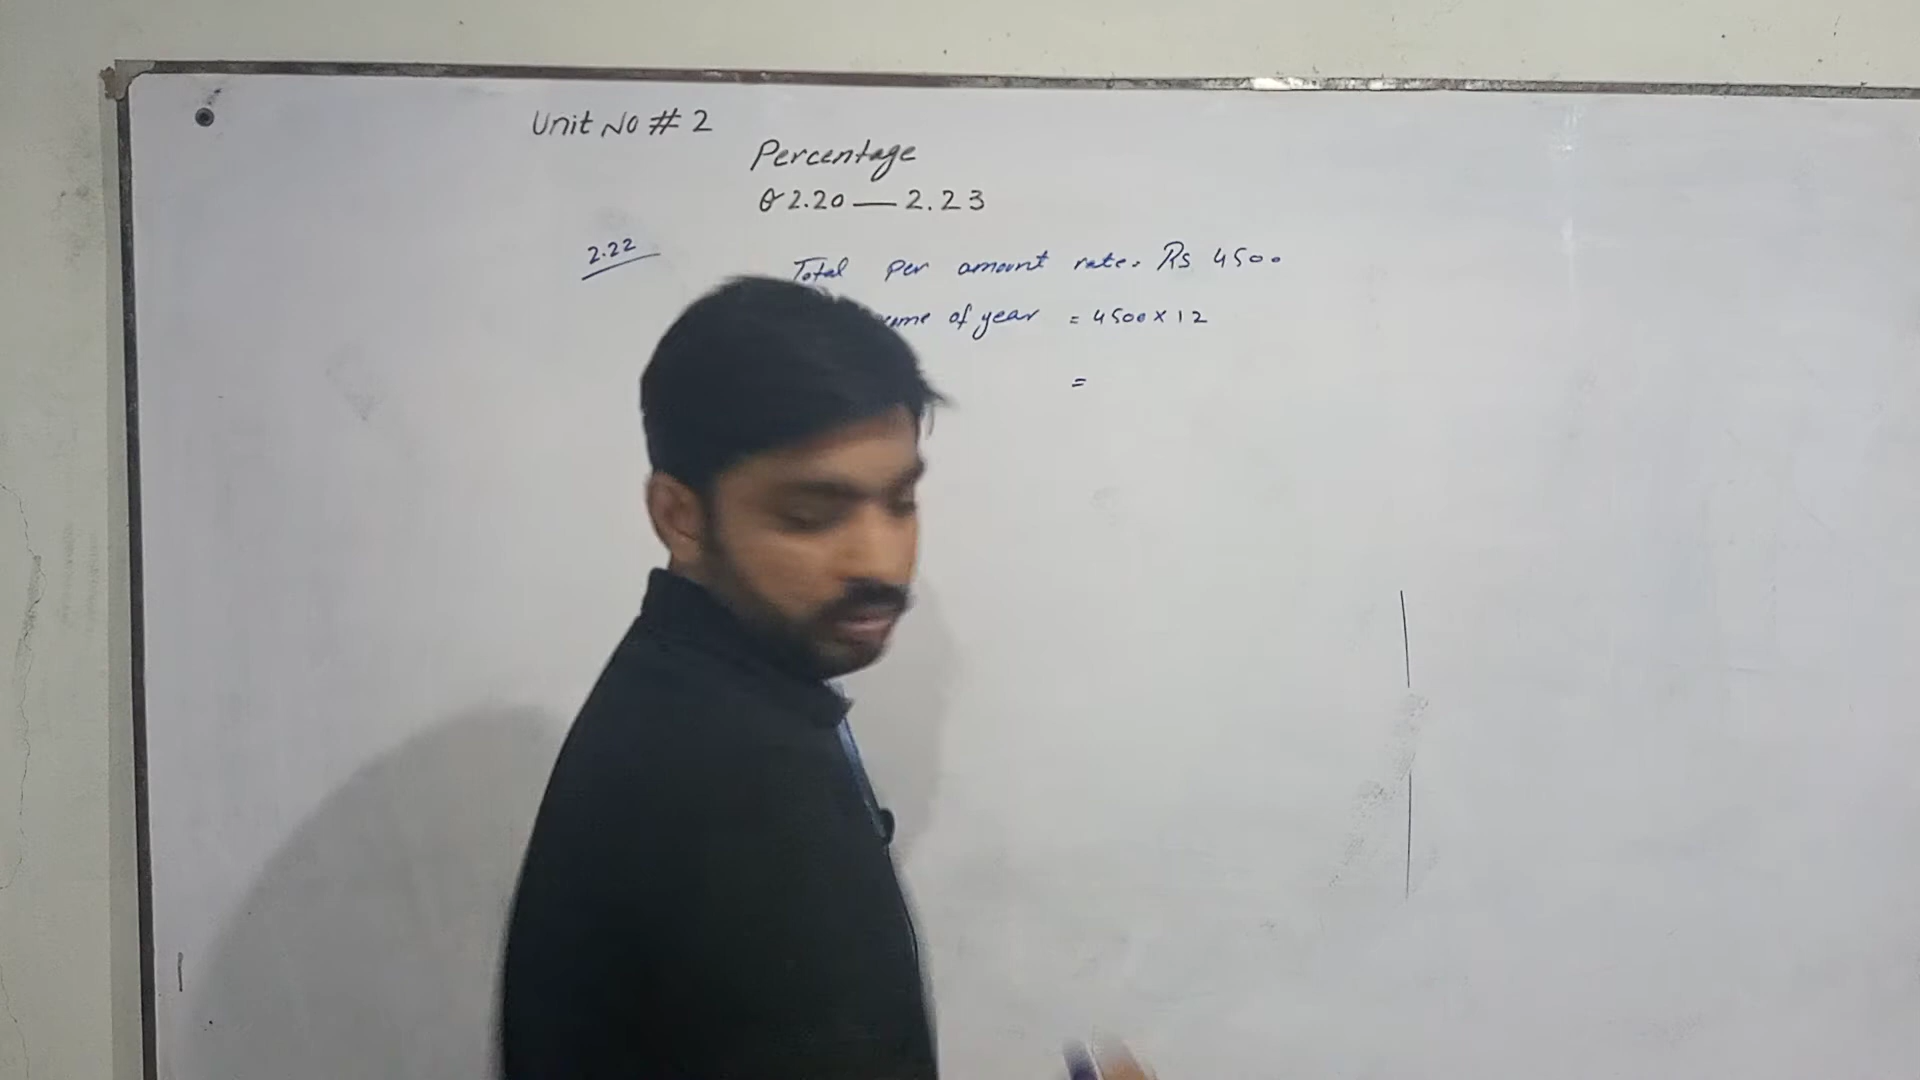 Unit No # 2
Percentage
Q 2.20 — 2.23
2.22
Total per amount rate = Rs 4500
of year = 4500 x 12
=